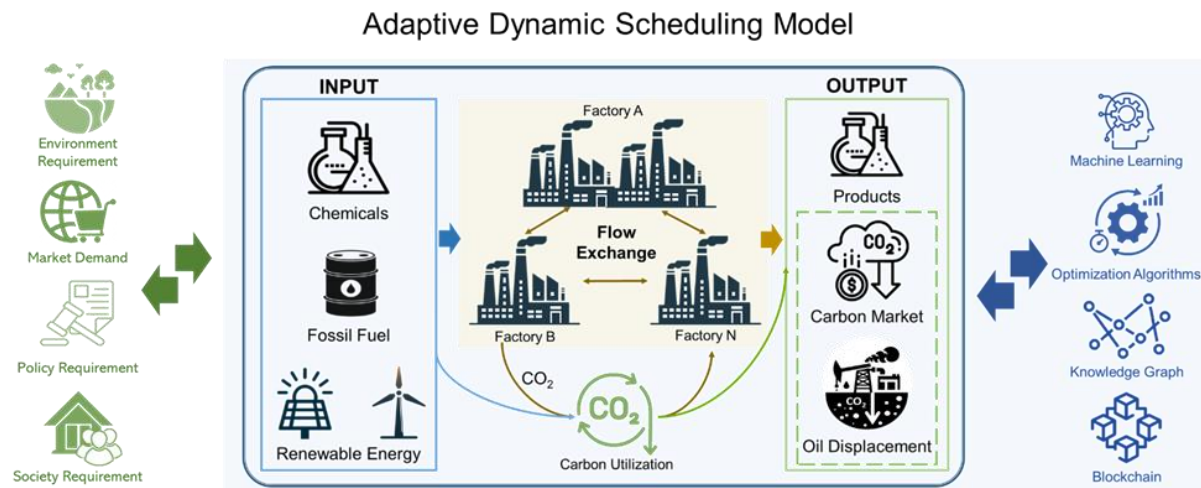 Adaptive Dynamic Scheduling Model
Environment
Requirement
Market Demand
Policy Requirement
Society Requirement
INPUT
Chemicals
Fossil Fuel
Renewable Energy
Factory A
Flow
Exchange
Factory B
Factory N
CO₂
CO₂
Carbon Utilization
OUTPUT
Products
CO₂
$
Carbon Market
CO₂
Oil Displacement
Machine Learning
Optimization Algorithms
Knowledge Graph
Blockchain